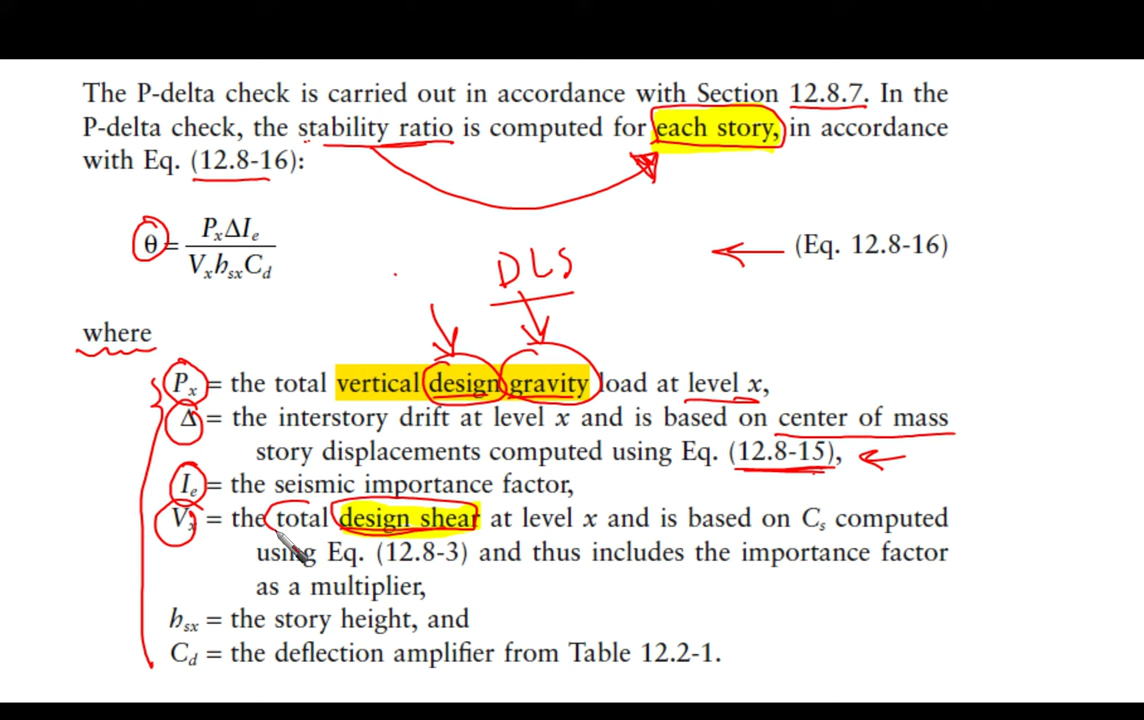 The P-delta check is carried out in accordance with Section 12.8.7. In the
P-delta check, the stability ratio is computed for each story, in accordance
with Eq. (12.8-16):
θ = PₓΔIₑ / VₓhₛₓC_d (Eq. 12.8-16)
DLS
where
Pₓ = the total vertical design gravity load at level x,
Δ = the interstory drift at level x and is based on center of mass
story displacements computed using Eq. (12.8-15),
Iₑ = the seismic importance factor,
Vₓ = the total design shear at level x and is based on Cₛ computed
using Eq. (12.8-3) and thus includes the importance factor
as a multiplier,
hₛₓ = the story height, and
C_d = the deflection amplifier from Table 12.2-1.